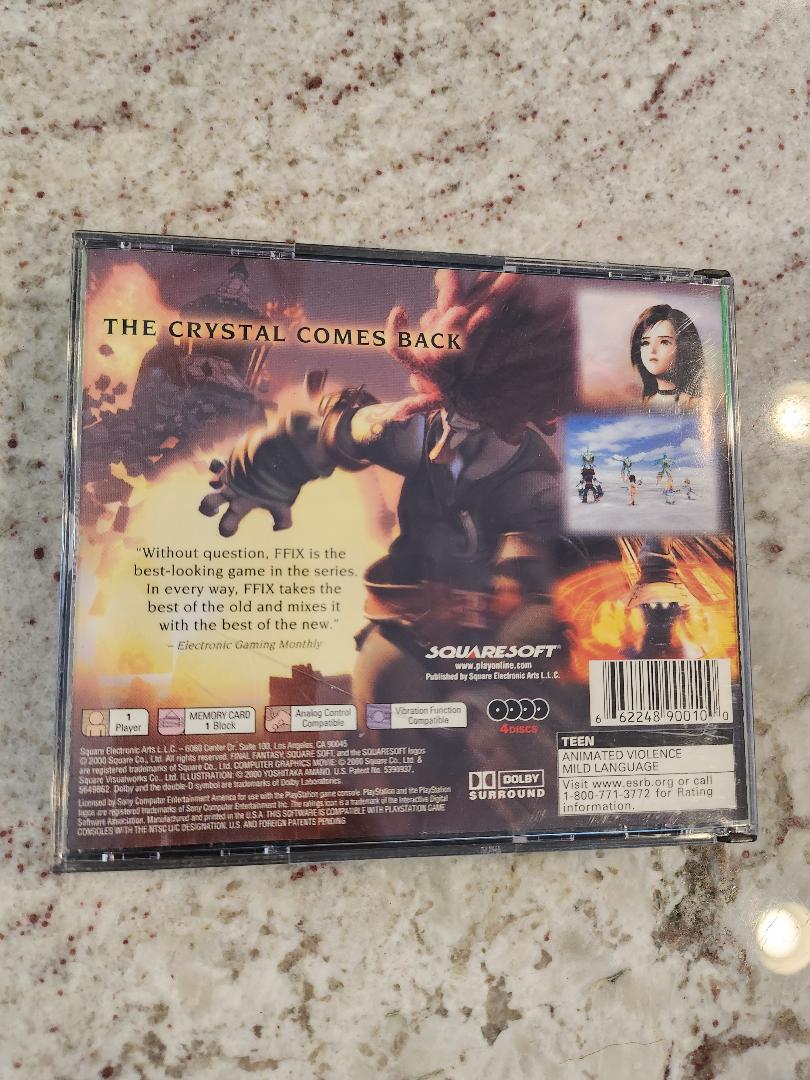 THE CRYSTAL COMES BACK
"Without question, FFIX is the
best-looking game in the series.
In every way, FFIX takes the
best of the old and mixes it
with the best of the new."
– Electronic Gaming Monthly
SQUARESOFT®
www.playonline.com
Published by Square Electronic Arts L.L.C.
1
Player
MEMORY CARD
1 Block
Analog Control
Compatible
Vibration Function
Compatible
4 DISCS
6 62248 90010 0
Square Electronic Arts L.L.C. – 6060 Center Dr. Suite 100, Los Angeles, CA 90045
© 2000 Square Co., Ltd. All rights reserved. FINAL FANTASY, SQUARE SOFT, and the SQUARESOFT logos
are registered trademarks of Square Co., Ltd. COMPUTER GRAPHICS MOVIE: © 2000 Square Co., Ltd. &
Square Visualworks Co., Ltd. ILLUSTRATION: © 2000 YOSHITAKA AMANO. U.S. Patent No. 5390937,
5649862. Dolby and the double-D symbol are trademarks of Dolby Laboratories.
Licensed by Sony Computer Entertainment America for use with the PlayStation game console. PlayStation and the PlayStation
logos are registered trademarks of Sony Computer Entertainment Inc. The ratings icon is a trademark of the Interactive Digital
Software Association. Manufactured and printed in the U.S.A. THIS SOFTWARE IS COMPATIBLE WITH PLAYSTATION GAME
CONSOLES WITH THE NTSC U/C DESIGNATION. U.S. AND FOREIGN PATENTS PENDING
DOLBY
SURROUND
TEEN
ANIMATED VIOLENCE
MILD LANGUAGE
Visit www.esrb.org or call
1-800-771-3772 for Rating
information.